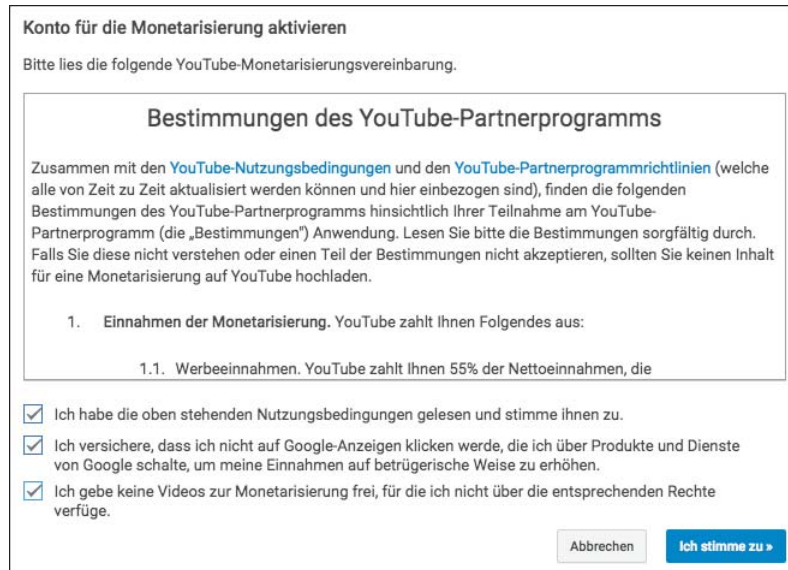 Konto für die Monetarisierung aktivieren
Bitte lies die folgende YouTube-Monetarisierungsvereinbarung.
Bestimmungen des YouTube-Partnerprogramms
Zusammen mit den YouTube-Nutzungsbedingungen und den YouTube-Partnerprogrammrichtlinien (welche
alle von Zeit zu Zeit aktualisiert werden können und hier einbezogen sind), finden die folgenden
Bestimmungen des YouTube-Partnerprogramms hinsichtlich Ihrer Teilnahme am YouTube-
Partnerprogramm (die „Bestimmungen") Anwendung. Lesen Sie bitte die Bestimmungen sorgfältig durch.
Falls Sie diese nicht verstehen oder einen Teil der Bestimmungen nicht akzeptieren, sollten Sie keinen Inhalt
für eine Monetarisierung auf YouTube hochladen.
1. Einnahmen der Monetarisierung. YouTube zahlt Ihnen Folgendes aus:
1.1. Werbeeinnahmen. YouTube zahlt Ihnen 55% der Nettoeinnahmen, die
Ich habe die oben stehenden Nutzungsbedingungen gelesen und stimme ihnen zu.
Ich versichere, dass ich nicht auf Google-Anzeigen klicken werde, die ich über Produkte und Dienste
von Google schalte, um meine Einnahmen auf betrügerische Weise zu erhöhen.
Ich gebe keine Videos zur Monetarisierung frei, für die ich nicht über die entsprechenden Rechte
verfüge.
Abbrechen Ich stimme zu »